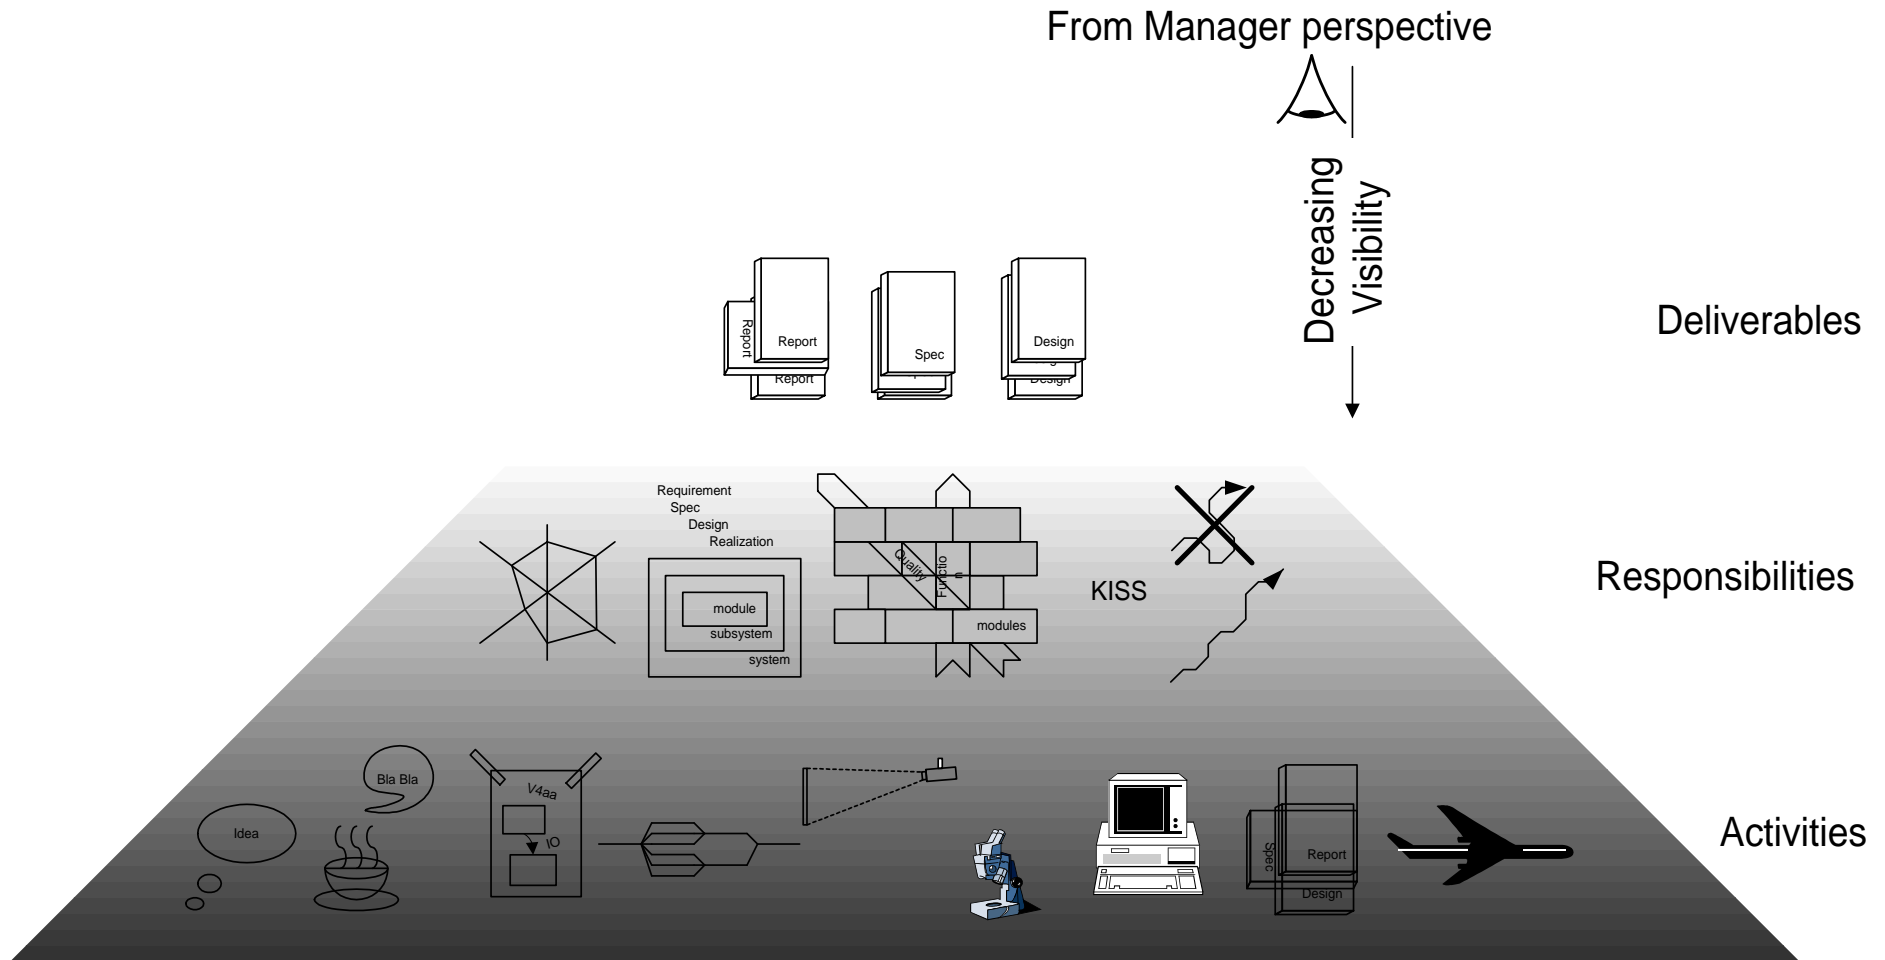 From Manager perspective
Decreasing
Visibility
Deliverables
Report
Report
Report
Spec
Design
Design
Requirement
Spec
Design
Realization
module
subsystem
system
Quality
Functio
n
modules
KISS
Responsibilities
Idea
Bla Bla
V4aa
IO
Spec
Report
Design
Activities